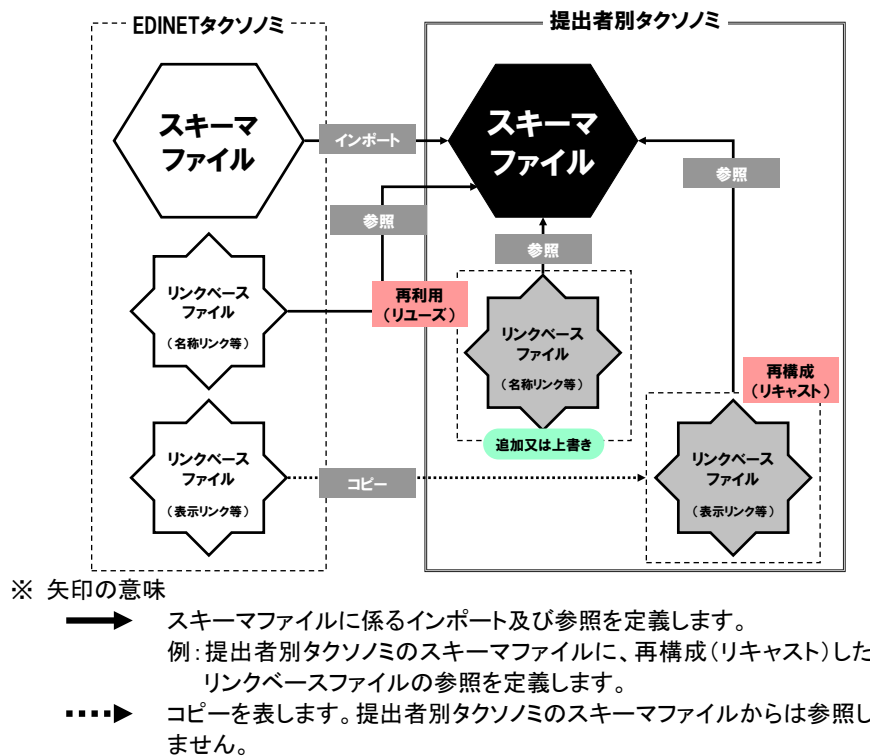 EDINETタクソノミ
提出者別タクソノミ
スキーマ
ファイル
インポート
スキーマ
ファイル
参照
参照
参照
リンクベース
ファイル
（名称リンク等）
再利用
（リユーズ）
リンクベース
ファイル
（名称リンク等）
再構成
（リキャスト）
追加又は上書き
リンクベース
ファイル
（表示リンク等）
コピー
リンクベース
ファイル
（表示リンク等）
※ 矢印の意味
スキーマファイルに係るインポート及び参照を定義します。
例：提出者別タクソノミのスキーマファイルに、再構成（リキャスト）した
リンクベースファイルの参照を定義します。
コピーを表します。提出者別タクソノミのスキーマファイルからは参照し
ません。